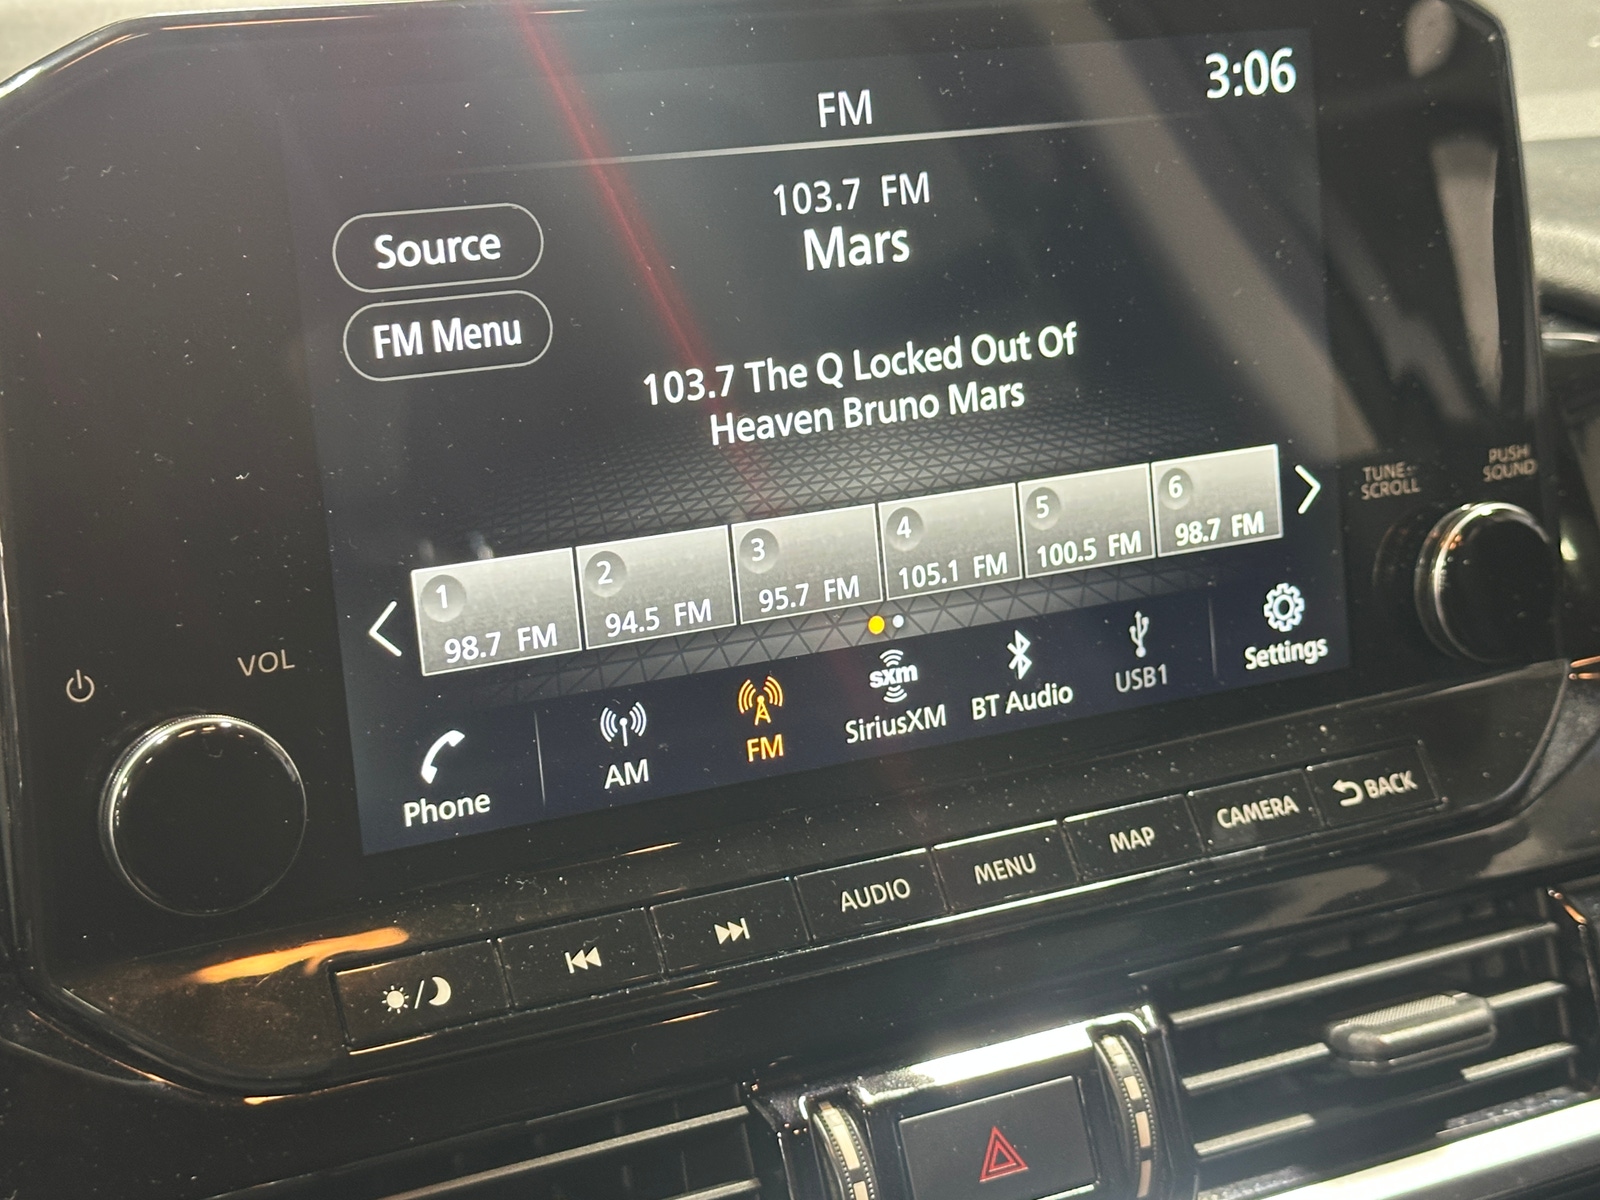 3:06
FM
103.7 FM
Mars
Source
FM Menu
103.7 The Q Locked Out Of
Heaven Bruno Mars
TUNE·
SCROLL
PUSH
SOUND
1
98.7 FM
2
94.5 FM
3
95.7 FM
4
105.1 FM
5
100.5 FM
6
98.7 FM
VOL
Phone
AM
FM
sxm
SiriusXM
BT Audio
USB1
Settings
AUDIO
MENU
MAP
CAMERA
BACK